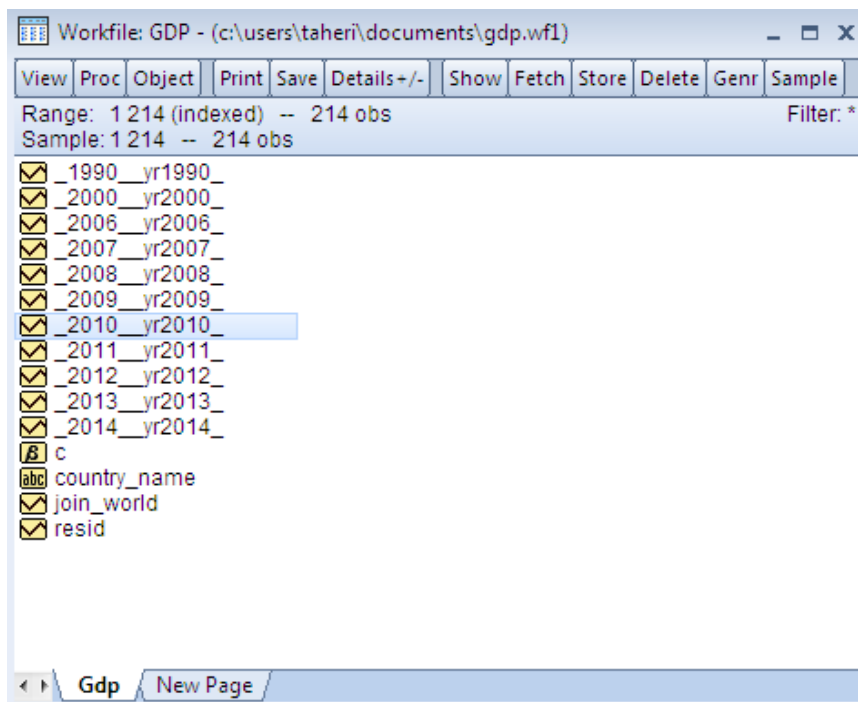 Workfile: GDP - (c:\users\taheri\documents\gdp.wf1)
View Proc Object Print Save Details+/- Show Fetch Store Delete Genr Sample
Range: 1 214 (indexed) -- 214 obs Filter: *
Sample: 1 214 -- 214 obs
_1990__yr1990_
_2000__yr2000_
_2006__yr2006_
_2007__yr2007_
_2008__yr2008_
_2009__yr2009_
_2010__yr2010_
_2011__yr2011_
_2012__yr2012_
_2013__yr2013_
_2014__yr2014_
β c
abc country_name
join_world
resid
Gdp New Page